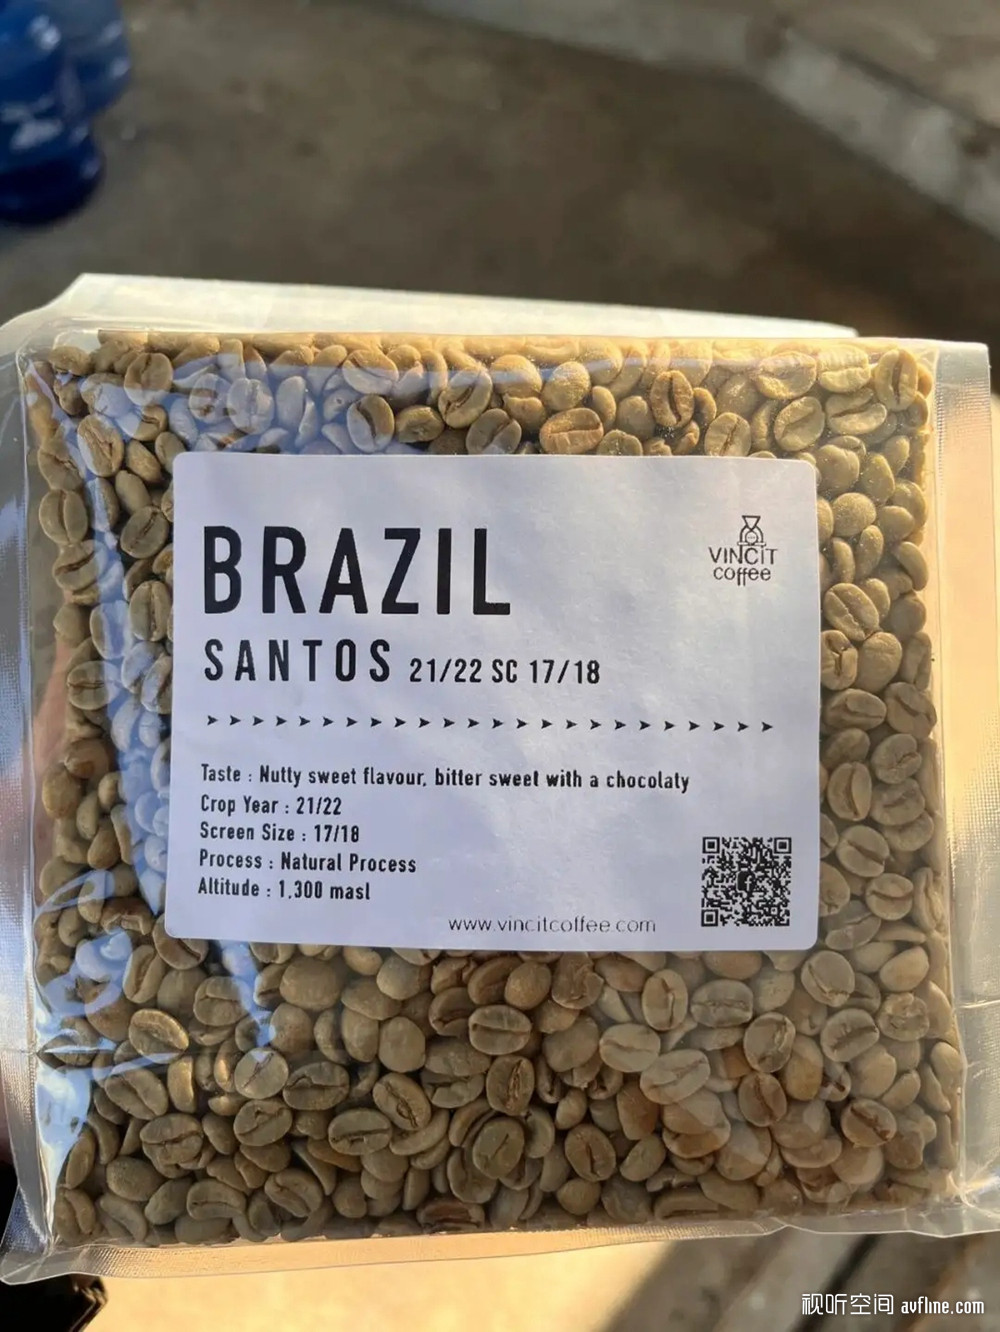 BRAZIL
VINCIT
coffee
SANTOS 21/22 SC 17/18
Taste : Nutty sweet flavour, bitter sweet with a chocolaty
Crop Year : 21/22
Screen Size : 17/18
Process : Natural Process
Altitude : 1,300 masl
www.vincitcoffee.com
视听空间 avfline.com